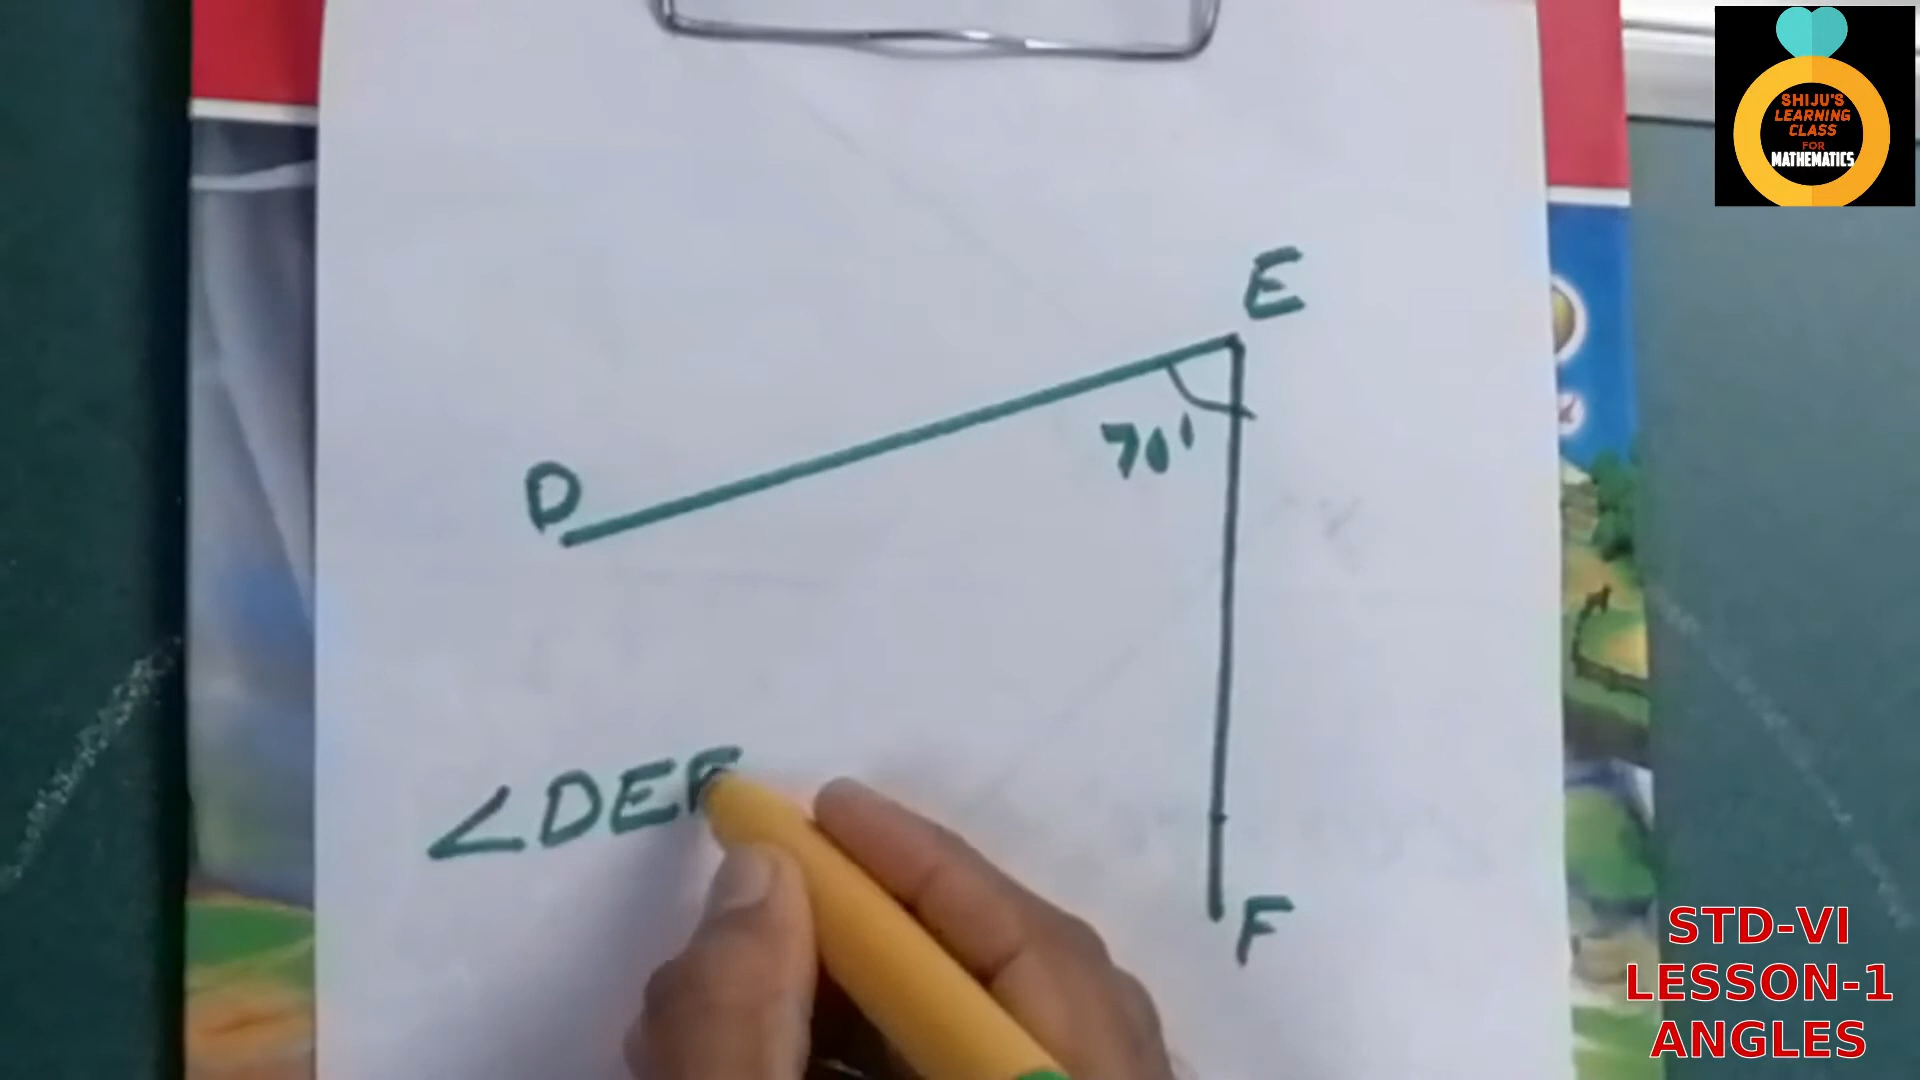 SHIJU'S
LEARNING
CLASS
FOR
MATHEMATICS
E
D
70°
∠DEF
F
STD-VI
LESSON-1
ANGLES